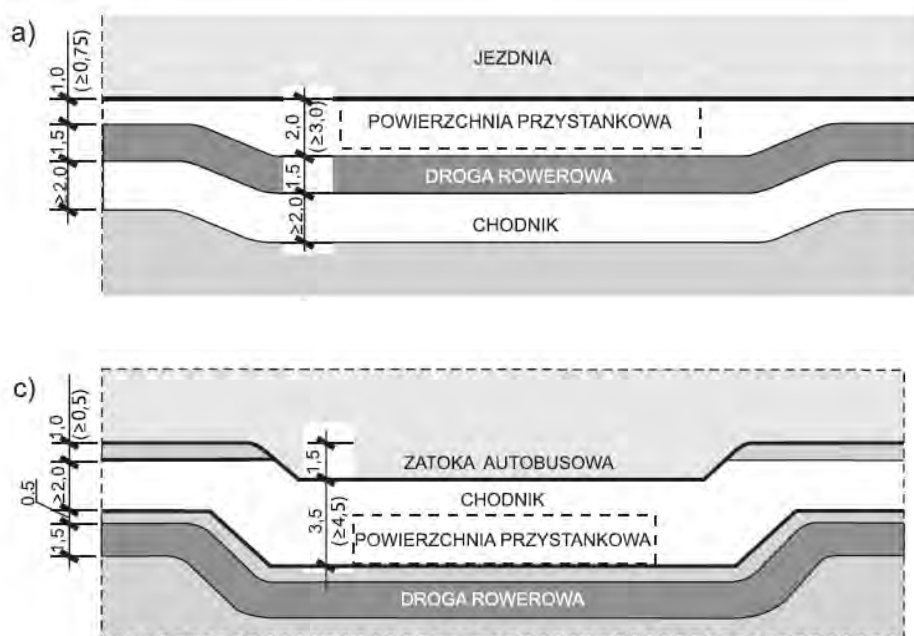 a)
1,0
(≥0,75)
1,5
≥2,0
JEZDNIA
2,0
(≥3,0)
POWIERZCHNIA PRZYSTANKOWA
1,5
DROGA ROWEROWA
≥2,0
CHODNIK
c)
1,0
(≥0,5)
≥2,0
0,5
1,5
1,5
ZATOKA AUTOBUSOWA
CHODNIK
3,5
(≥4,5)
POWIERZCHNIA PRZYSTANKOWA
DROGA ROWEROWA